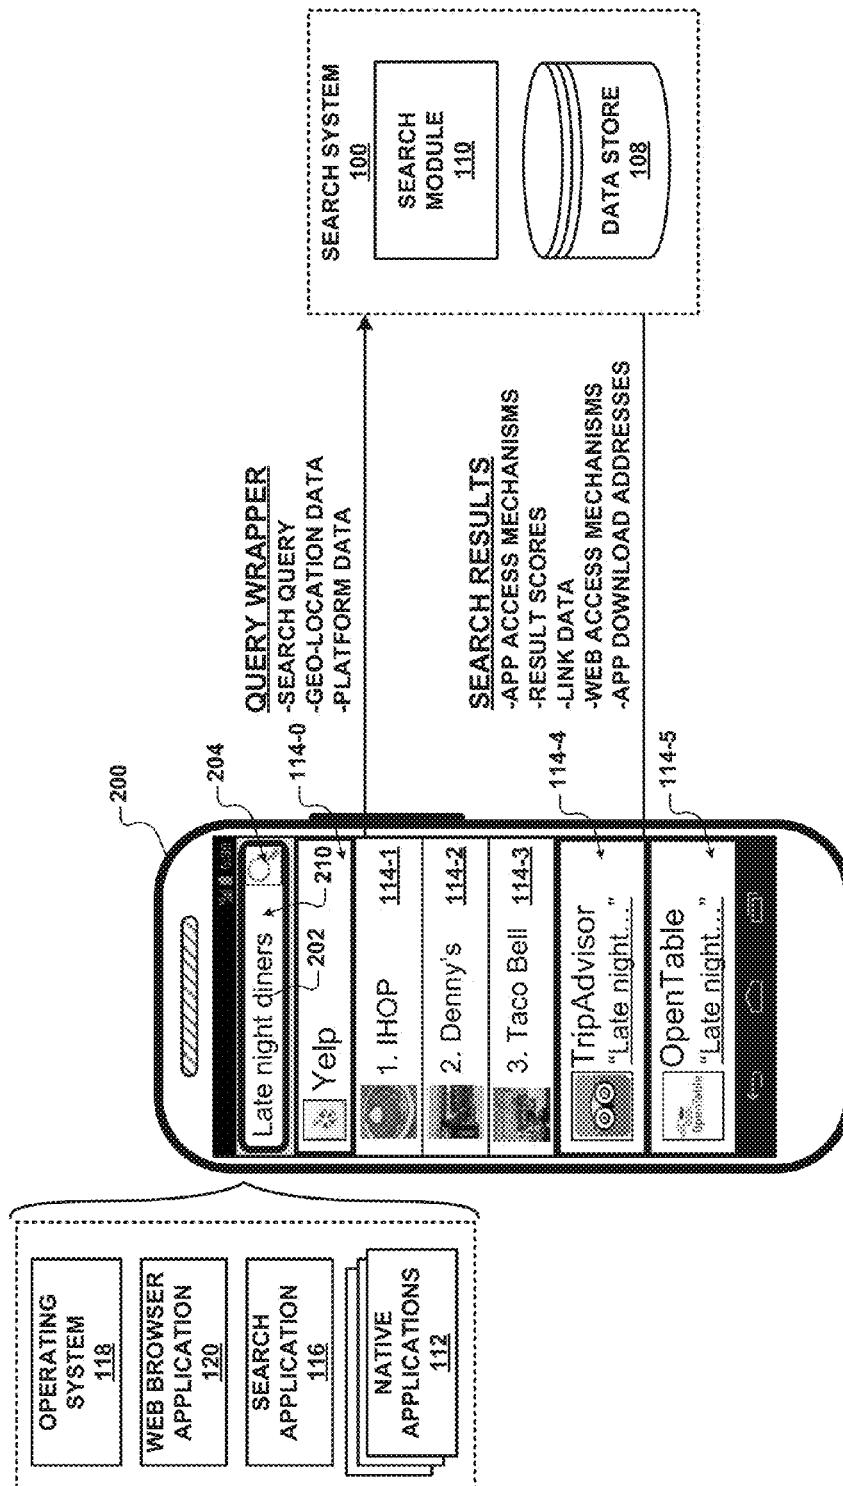 OPERATING
SYSTEM
118
WEB BROWSER
APPLICATION
120
SEARCH
APPLICATION
116
NATIVE
APPLICATIONS
112
200
Late night diners
204
202
210
Yelp
114-0
1. IHOP
114-1
2. Denny's
114-2
3. Taco Bell
114-3
TripAdvisor
"Late night..."
114-4
OpenTable
"Late night..."
114-5
QUERY WRAPPER
-SEARCH QUERY
-GEO-LOCATION DATA
-PLATFORM DATA
SEARCH RESULTS
-APP ACCESS MECHANISMS
-RESULT SCORES
-LINK DATA
-WEB ACCESS MECHANISMS
-APP DOWNLOAD ADDRESSES
SEARCH SYSTEM
100
SEARCH
MODULE
110
DATA STORE
108